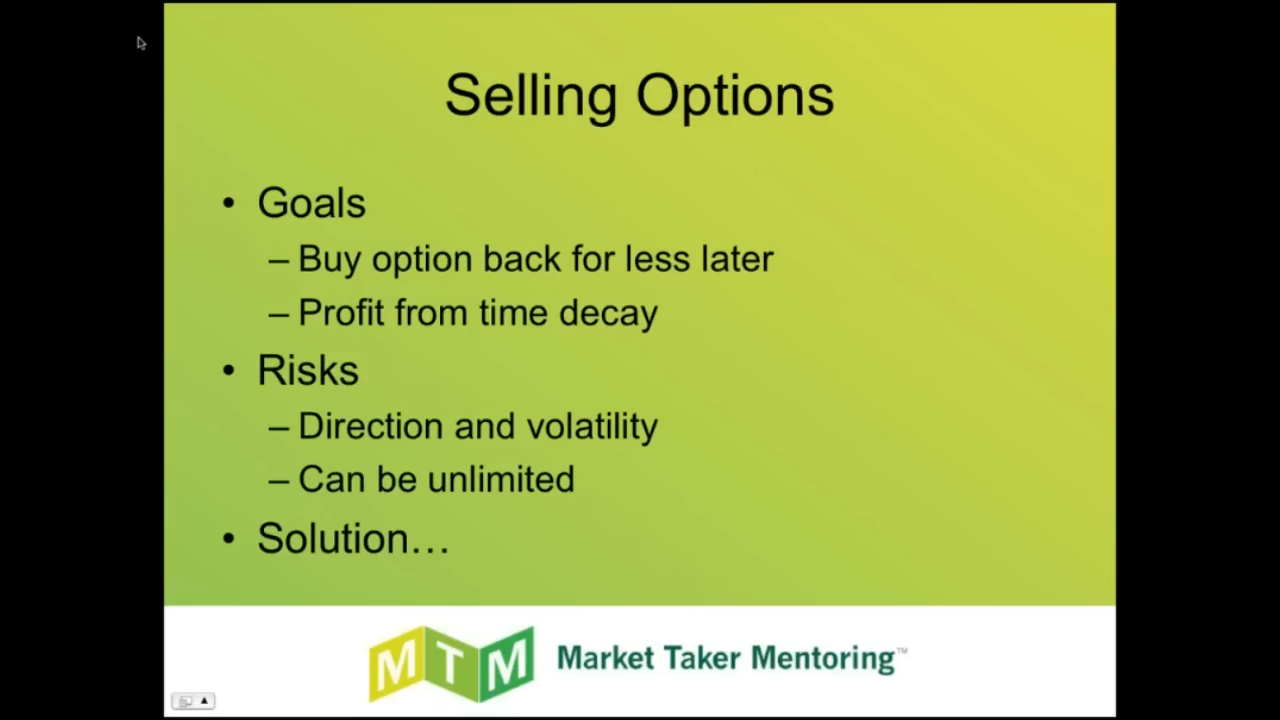 Selling Options
• Goals
– Buy option back for less later
– Profit from time decay
• Risks
– Direction and volatility
– Can be unlimited
• Solution…
MTM Market Taker Mentoring™